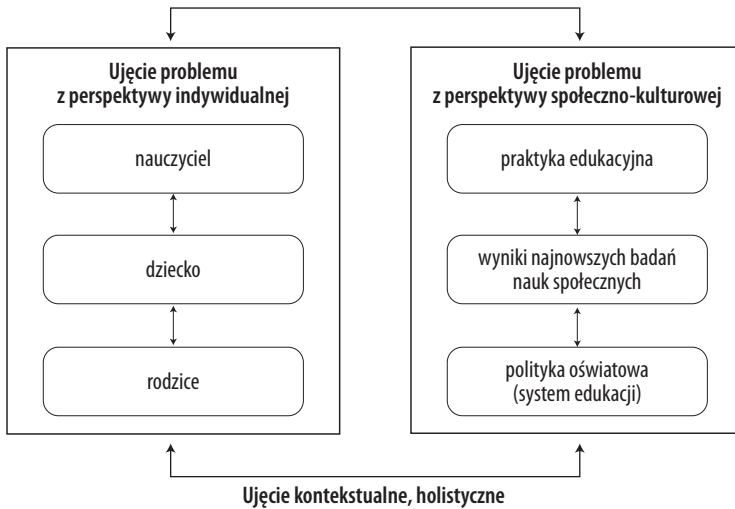 Ujęcie problemu
z perspektywy indywidualnej
nauczyciel
dziecko
rodzice
Ujęcie problemu
z perspektywy społeczno-kulturowej
praktyka edukacyjna
wyniki najnowszych badań
nauk społecznych
polityka oświatowa
(system edukacji)
Ujęcie kontekstualne, holistyczne